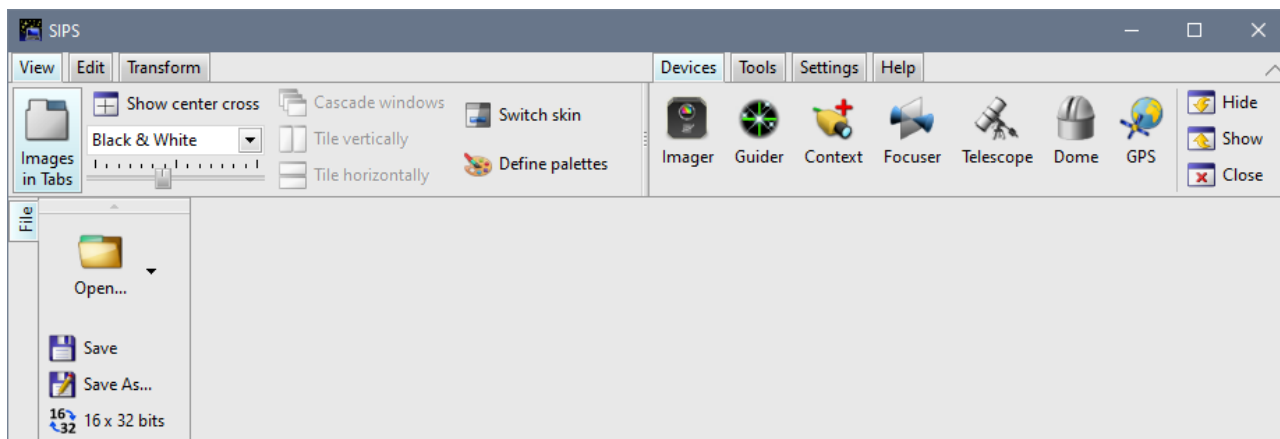 SIPS
View Edit Transform
Devices Tools Settings Help
Images
in Tabs
Show center cross
Black & White
Cascade windows
Tile vertically
Tile horizontally
Switch skin
Define palettes
Imager Guider Context Focuser Telescope Dome GPS
Hide
Show
Close
File
Open...
Save
Save As...
16
32
16 x 32 bits